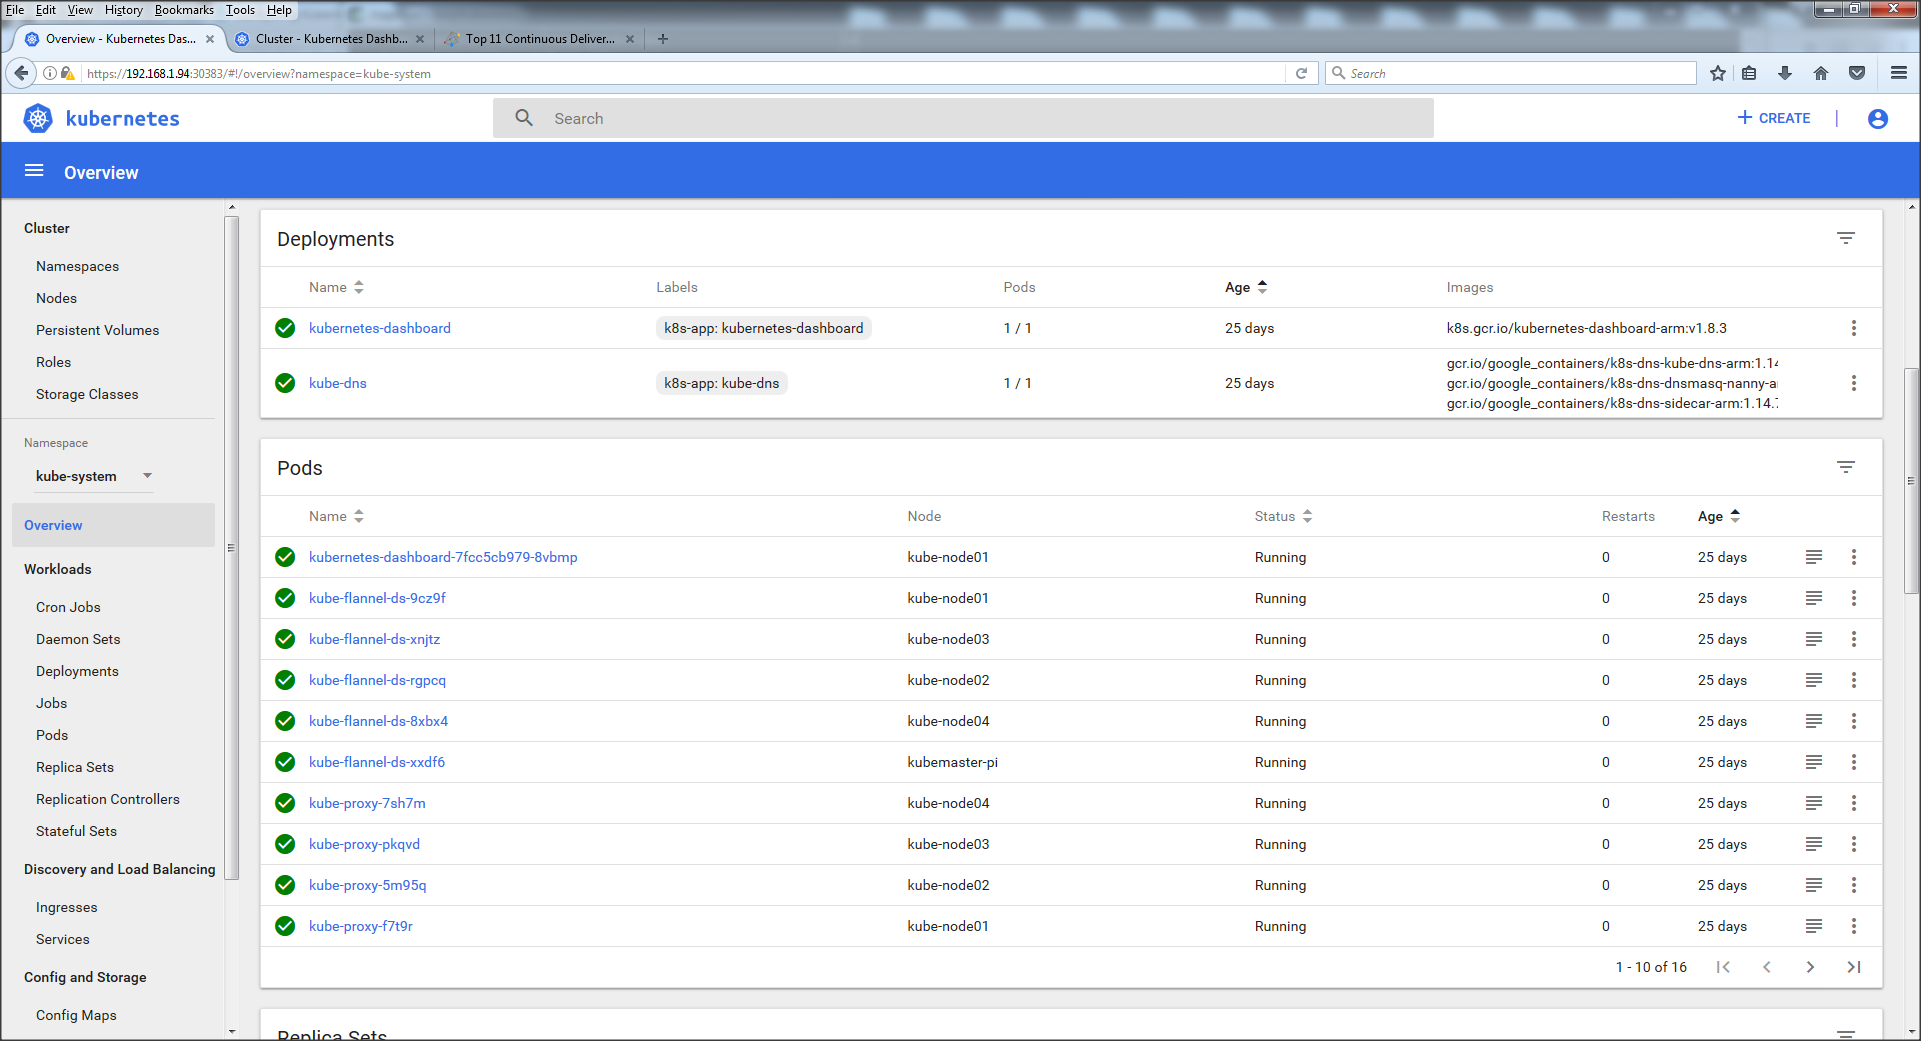 File Edit View History Bookmarks Tools Help
Overview - Kubernetes Das...
Cluster - Kubernetes Dashb...
Top 11 Continuous Deliver...
https://192.168.1.94:30383/#!/overview?namespace=kube-system
Search
kubernetes
Search
CREATE
Overview
Cluster
Namespaces
Nodes
Persistent Volumes
Roles
Storage Classes
Namespace
kube-system
Overview
Workloads
Cron Jobs
Daemon Sets
Deployments
Jobs
Pods
Replica Sets
Replication Controllers
Stateful Sets
Discovery and Load Balancing
Ingresses
Services
Config and Storage
Config Maps
Deployments
Name Labels Pods Age Images
kubernetes-dashboard k8s-app: kubernetes-dashboard 1 / 1 25 days k8s.gcr.io/kubernetes-dashboard-arm:v1.8.3
kube-dns k8s-app: kube-dns 1 / 1 25 days
gcr.io/google_containers/k8s-dns-kube-dns-arm:1.14
gcr.io/google_containers/k8s-dns-dnsmasq-nanny-a
gcr.io/google_containers/k8s-dns-sidecar-arm:1.14.7
Pods
Name Node Status Restarts Age
kubernetes-dashboard-7fcc5cb979-8vbmp kube-node01 Running 0 25 days
kube-flannel-ds-9cz9f kube-node01 Running 0 25 days
kube-flannel-ds-xnjtz kube-node03 Running 0 25 days
kube-flannel-ds-rgpcq kube-node02 Running 0 25 days
kube-flannel-ds-8xbx4 kube-node04 Running 0 25 days
kube-flannel-ds-xxdf6 kubemaster-pi Running 0 25 days
kube-proxy-7sh7m kube-node04 Running 0 25 days
kube-proxy-pkqvd kube-node03 Running 0 25 days
kube-proxy-5m95q kube-node02 Running 0 25 days
kube-proxy-f7t9r kube-node01 Running 0 25 days
1 - 10 of 16
Replica Sets